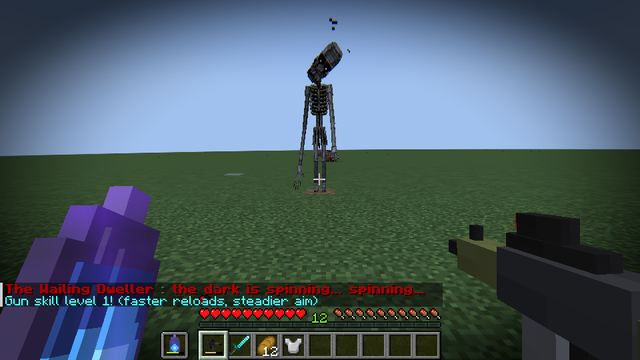 The Wailing Dweller : the dark is spinning... spinning...
Gun skill level 1! (faster reloads, steadier aim)
12
12